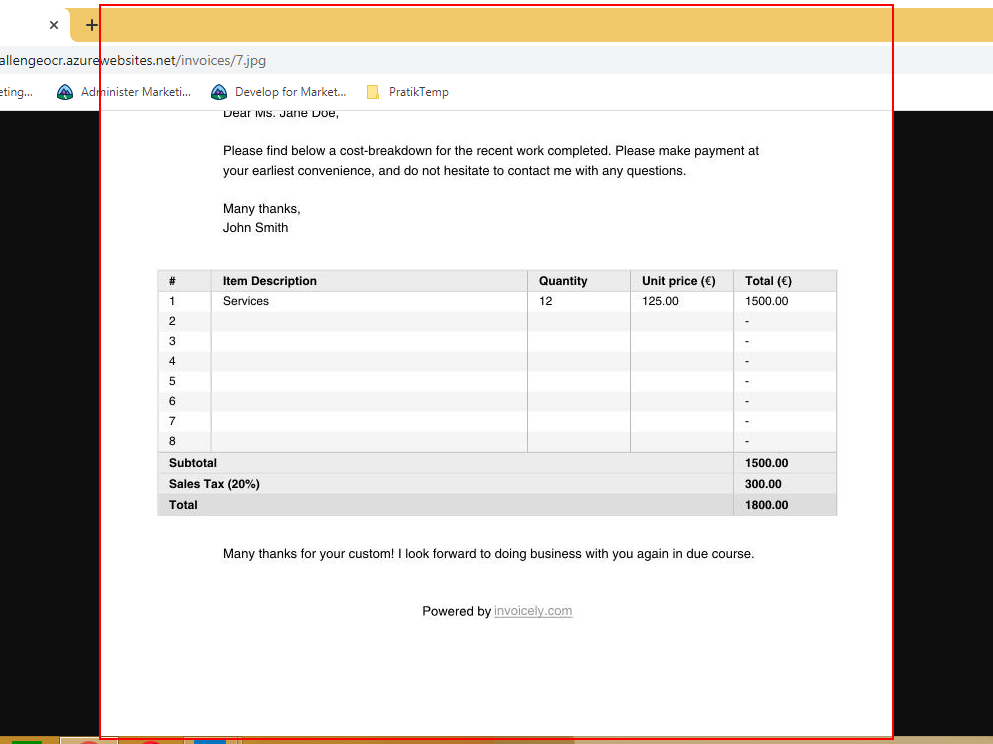 allengeocr.azurewebsites.net/invoices/7.jpg
eting... Administer Marketi... Develop for Market... PratikTemp
Dear Ms. Jane Doe,
Please find below a cost-breakdown for the recent work completed. Please make payment at
your earliest convenience, and do not hesitate to contact me with any questions.
Many thanks,
John Smith
# Item Description Quantity Unit price (€) Total (€)
1 Services 12 125.00 1500.00
2 -
3 -
4 -
5 -
6 -
7 -
8 -
Subtotal 1500.00
Sales Tax (20%) 300.00
Total 1800.00
Many thanks for your custom! I look forward to doing business with you again in due course.
Powered by invoicely.com